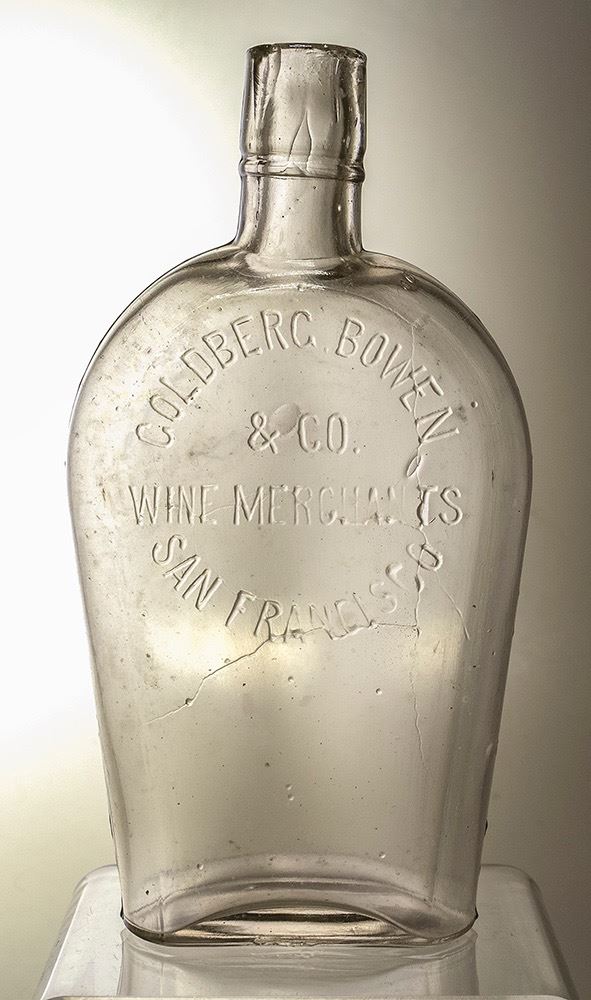 GOLDBERG. BOWEN
& CO.
WINE MERCHANTS
SAN FRANCISCO